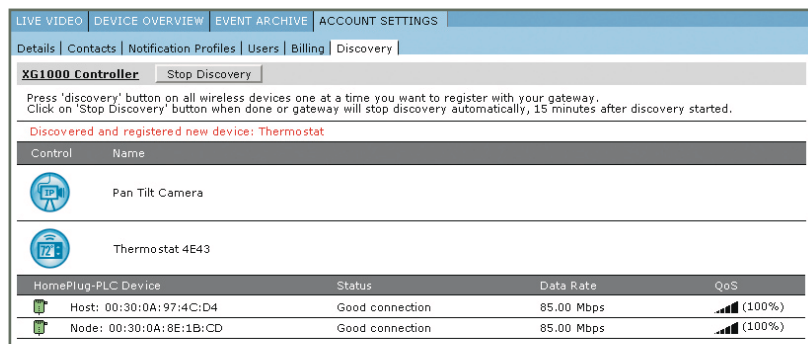 LIVE VIDEO DEVICE OVERVIEW EVENT ARCHIVE ACCOUNT SETTINGS
Details | Contacts | Notification Profiles | Users | Billing | Discovery |
XG1000 Controller Stop Discovery
Press 'discovery' button on all wireless devices one at a time you want to register with your gateway.
Click on 'Stop Discovery' button when done or gateway will stop discovery automatically, 15 minutes after discovery started.
Discovered and registered new device: Thermostat
Control Name
IP Pan Tilt Camera
72° Thermostat 4E43
HomePlug-PLC Device Status Data Rate QoS
Host: 00:30:0A:97:4C:D4 Good connection 85.00 Mbps (100%)
Node: 00:30:0A:8E:1B:CD Good connection 85.00 Mbps (100%)